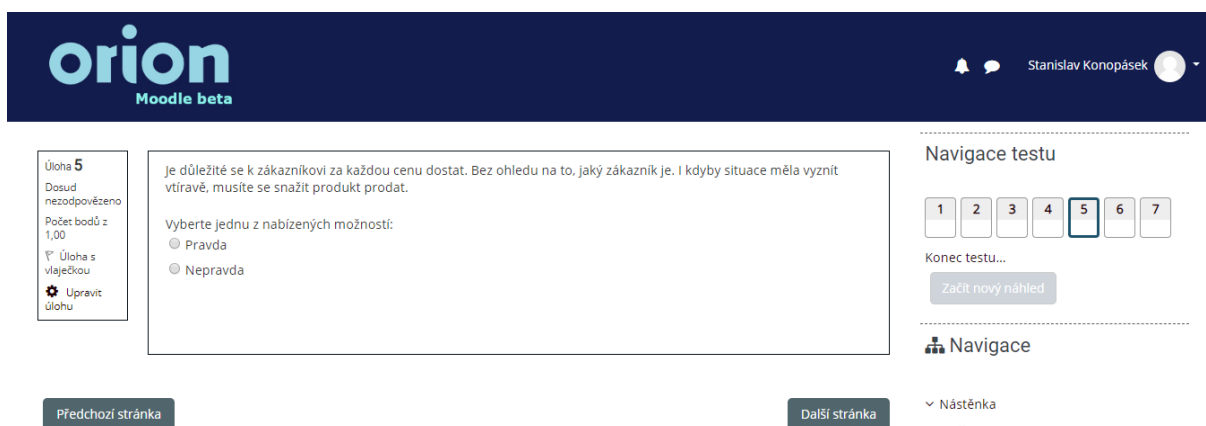 orion
Moodle beta
Stanislav Konopásek
Úloha 5
Dosud
nezodpovězeno
Počet bodů z
1,00
Úloha s
vlaječkou
Upravit
úlohu
Je důležité se k zákazníkovi za každou cenu dostat. Bez ohledu na to, jaký zákazník je. I kdyby situace měla vyznít
vtíravě, musíte se snažit produkt prodat.
Vyberte jednu z nabízených možností:
Pravda
Nepravda
Předchozí stránka
Další stránka
Navigace testu
1 2 3 4 5 6 7
Konec testu...
Začít nový náhled
Navigace
Nástěnka